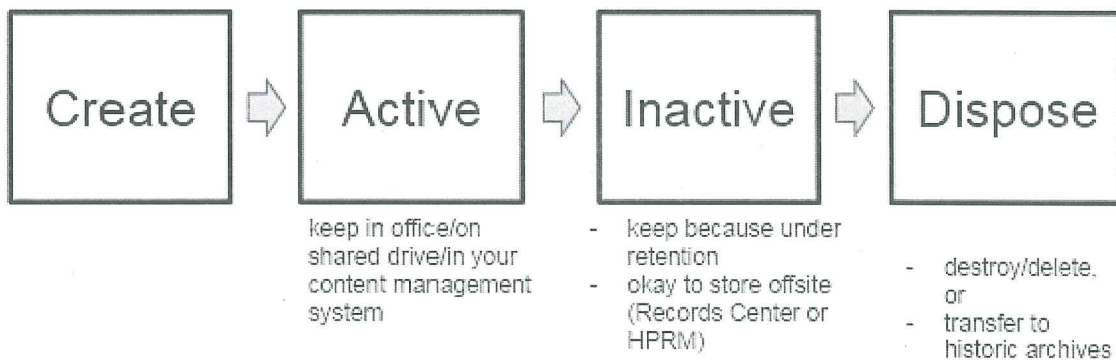 Create
Active
Inactive
Dispose
keep in office/on
shared drive/in your
content management
system
- keep because under
retention
- okay to store offsite
(Records Center or
HPRM)
- destroy/delete,
or
- transfer to
historic archives